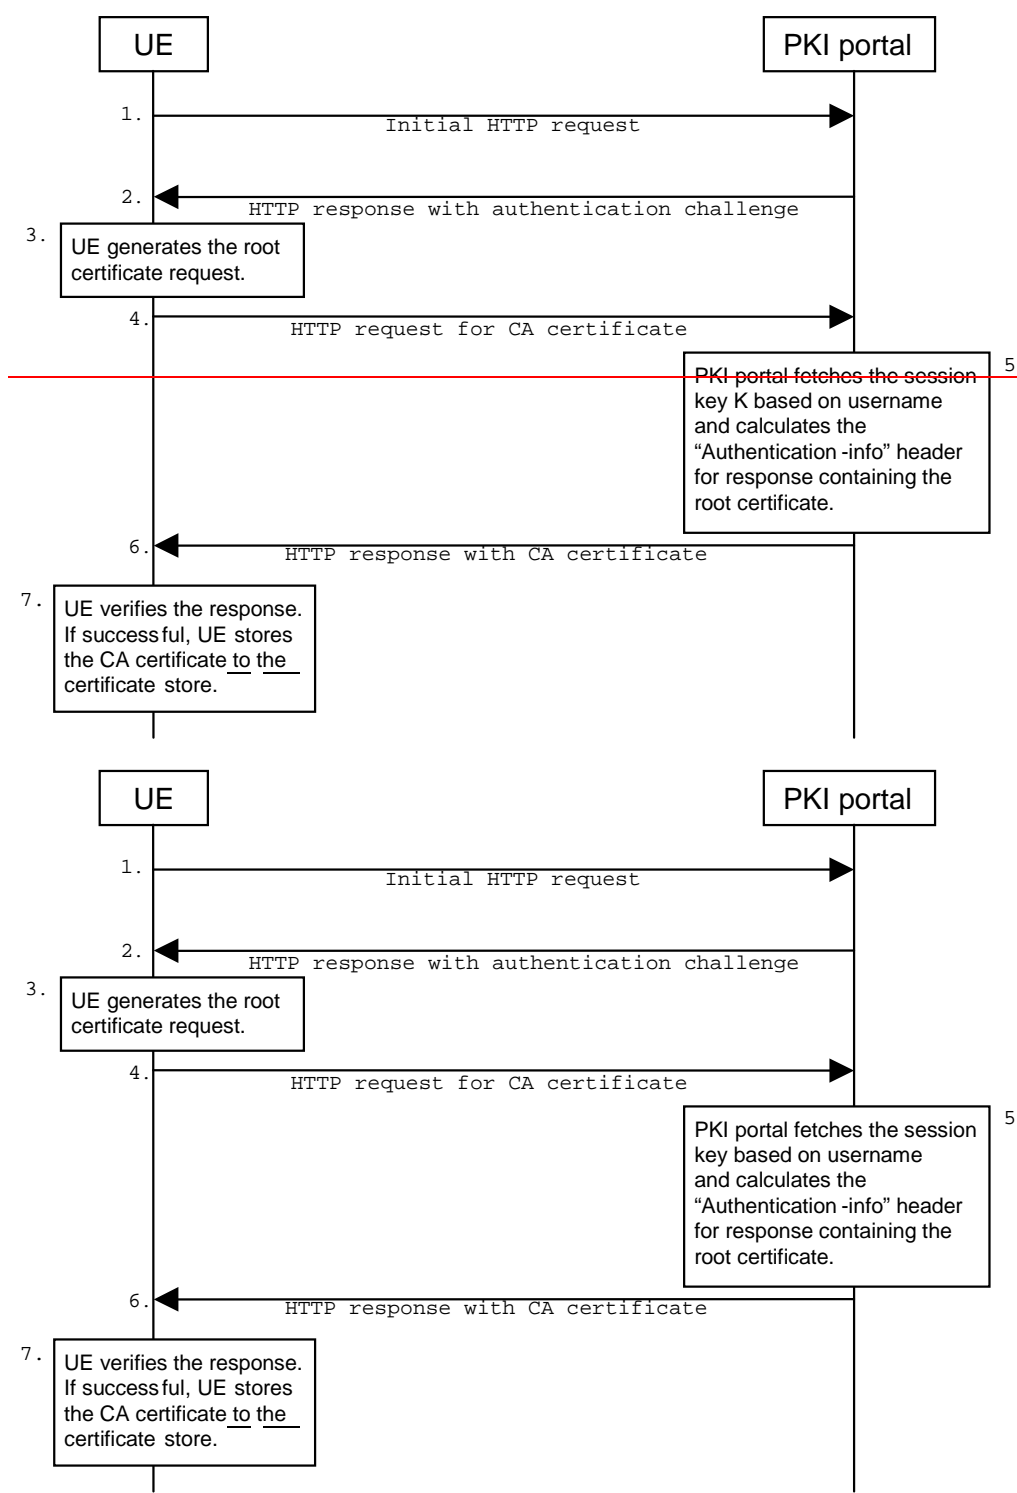 UE
PKI portal
1.
Initial HTTP request
2.
HTTP response with authentication challenge
3.
UE generates the root
certificate request.
4.
HTTP request for CA certificate
5
PKI portal fetches the session
key K based on username
and calculates the
“Authentication -info” header
for response containing the
root certificate.
6.
HTTP response with CA certificate
7.
UE verifies the response.
If successful, UE stores
the CA certificate to the
certificate store.
UE
PKI portal
1.
Initial HTTP request
2.
HTTP response with authentication challenge
3.
UE generates the root
certificate request.
4.
HTTP request for CA certificate
5
PKI portal fetches the session
key based on username
and calculates the
“Authentication -info” header
for response containing the
root certificate.
6.
HTTP response with CA certificate
7.
UE verifies the response.
If successful, UE stores
the CA certificate to the
certificate store.